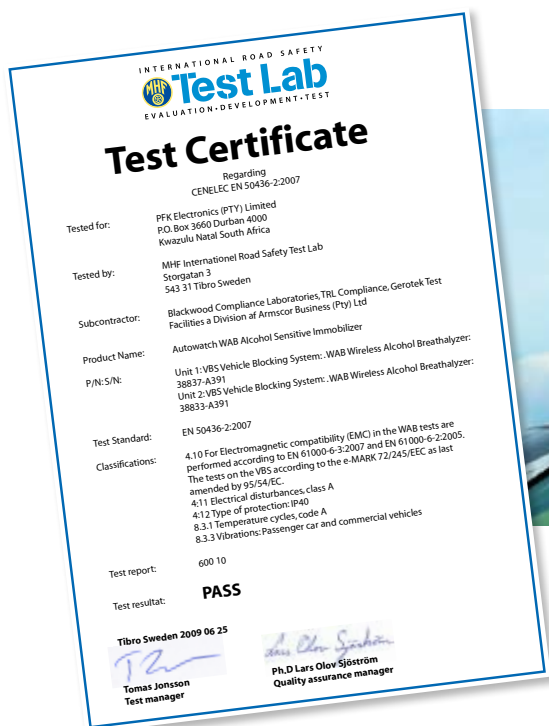 INTERNATIONAL ROAD SAFETY
MHF Test Lab
EVALUATION•DEVELOPMENT•TEST
Test Certificate
Regarding
CENELEC EN 50436-2:2007
Tested for: PFK Electronics (PTY) Limited
P.O. Box 3660 Durban 4000
Kwazulu Natal South Africa
Tested by: MHF Internationel Road Safety Test Lab
Storgatan 3
543 31 Tibro Sweden
Subcontractor: Blackwood Compliance Laboratories, TRL Compliance, Gerotek Test
Facilities a Division af Armscor Business (Pty) Ltd
Product Name: Autowatch WAB Alcohol Sensitive Immobilizer
P/N: S/N: Unit 1: VBS Vehicle Blocking System: . WAB Wireless Alcohol Breathalyzer:
38837-A391
Unit 2: VBS Vehicle Blocking System: . WAB Wireless Alcohol Breathalyzer:
38833-A391
Test Standard: EN 50436-2:2007
Classifications: 4.10 For Electromagnetic compatibility (EMC) in the WAB tests are
performed according to EN 61000-6-3:2007 and EN 61000-6-2:2005.
The tests on the VBS according to the e-MARK 72/245/EEC as last
amended by 95/54/EC.
4:11 Electrical disturbances, class A
4:12 Type of protection: IP40
8.3.1 Temperature cycles, code A
8.3.3 Vibrations: Passenger car and commercial vehicles
Test report: 600 10
Test resultat: PASS
Tibro Sweden 2009 06 25
Lars Olov Sjöström
Tomas Jonsson
Test manager
Ph.D Lars Olov Sjöström
Quality assurance manager